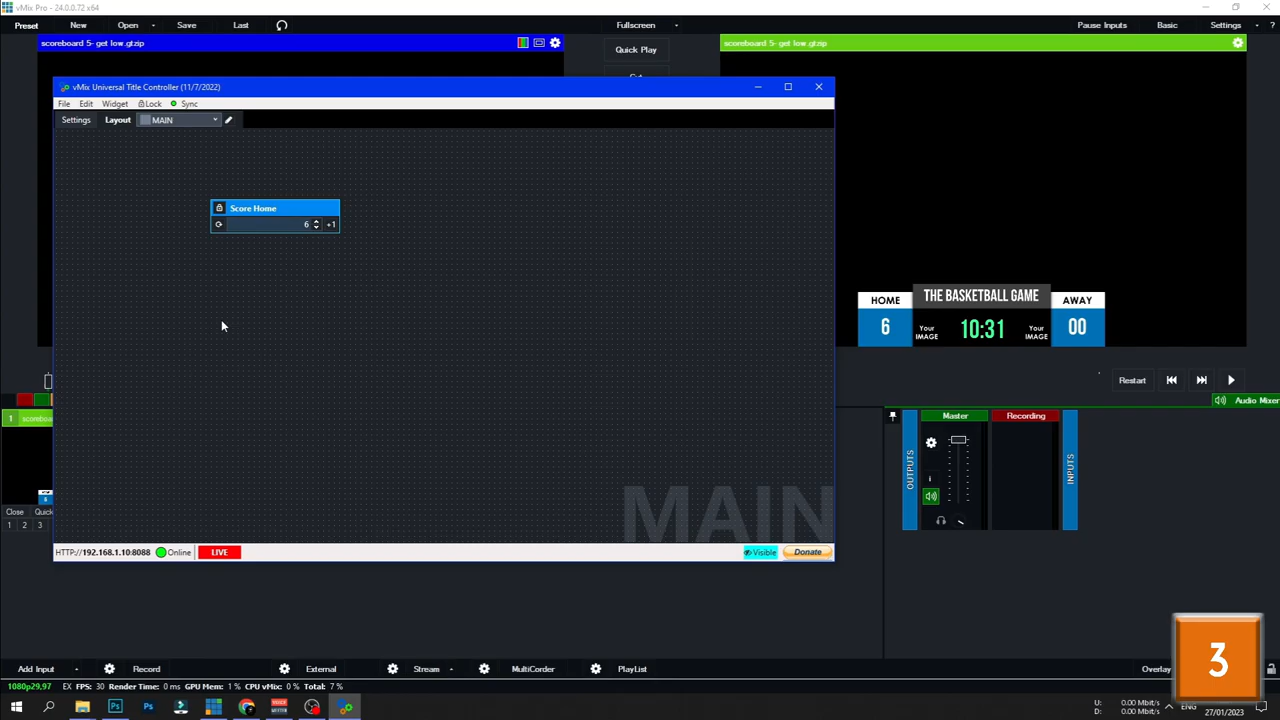 vMix Pro - 24.0.0.72 x64
Preset New Open Save Last Fullscreen Pause Inputs Basic Settings ?
scoreboard 5- get low.gtzip
Quick Play
scoreboard 5- get low.gtzip
vMix Universal Title Controller (11/7/2022)
File Edit Widget Lock Sync
Settings Layout MAIN
Score Home
6 +1
THE BASKETBALL GAME
HOME AWAY
6 Your IMAGE 10:31 Your IMAGE 00
Restart
Audio Mixer
1 scoreboa
Master Recording
OUTPUTS INPUTS
MAIN
Close Quick
1 2 3
HTTP://192.168.1.10:8088 Online LIVE Visible Donate
3
Add Input Record External Stream MultiCorder PlayList Overlay
1080p29,97 EX FPS: 30 Render Time: 0 ms GPU Mem: 1 % CPU vMix: 0 % Total: 7 %
U: 0.00 Mbit/s
D: 0.00 Mbit/s
ENG
27/01/2023